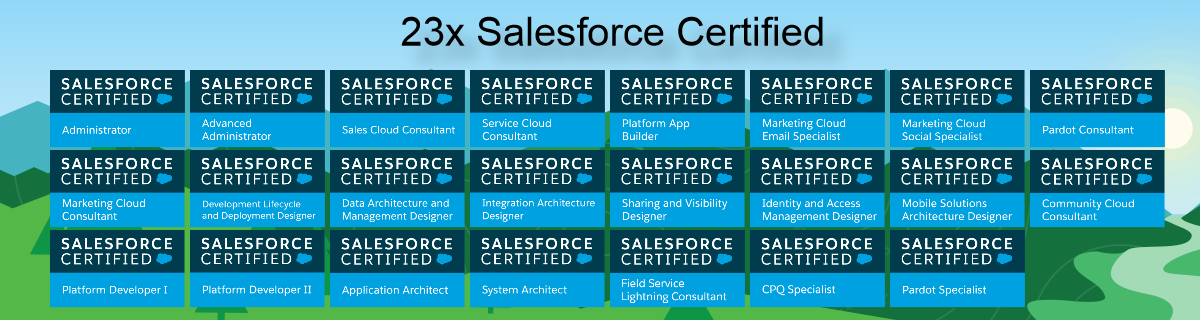 23x Salesforce Certified
SALESFORCE
CERTIFIED
Administrator
SALESFORCE
CERTIFIED
Advanced
Administrator
SALESFORCE
CERTIFIED
Sales Cloud Consultant
SALESFORCE
CERTIFIED
Service Cloud
Consultant
SALESFORCE
CERTIFIED
Platform App
Builder
SALESFORCE
CERTIFIED
Marketing Cloud
Email Specialist
SALESFORCE
CERTIFIED
Marketing Cloud
Social Specialist
SALESFORCE
CERTIFIED
Pardot Consultant
SALESFORCE
CERTIFIED
Marketing Cloud
Consultant
SALESFORCE
CERTIFIED
Development Lifecycle
and Deployment Designer
SALESFORCE
CERTIFIED
Data Architecture and
Management Designer
SALESFORCE
CERTIFIED
Integration Architecture
Designer
SALESFORCE
CERTIFIED
Sharing and Visibility
Designer
SALESFORCE
CERTIFIED
Identity and Access
Management Designer
SALESFORCE
CERTIFIED
Mobile Solutions
Architecture Designer
SALESFORCE
CERTIFIED
Community Cloud
Consultant
SALESFORCE
CERTIFIED
Platform Developer I
SALESFORCE
CERTIFIED
Platform Developer II
SALESFORCE
CERTIFIED
Application Architect
SALESFORCE
CERTIFIED
System Architect
SALESFORCE
CERTIFIED
Field Service
Lightning Consultant
SALESFORCE
CERTIFIED
CPQ Specialist
SALESFORCE
CERTIFIED
Pardot Specialist